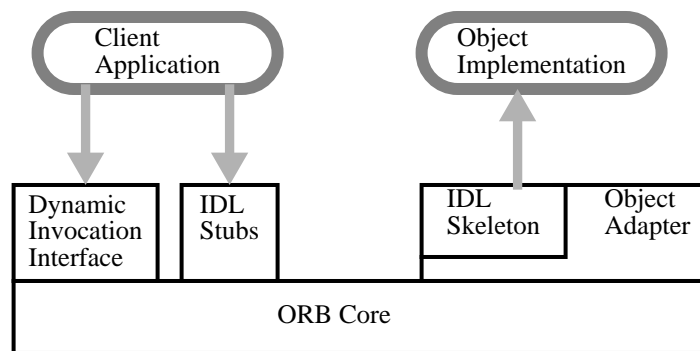 Client
Application
Object
Implementation
Dynamic
Invocation
Interface
IDL
Stubs
IDL
Skeleton
Object
Adapter
ORB Core